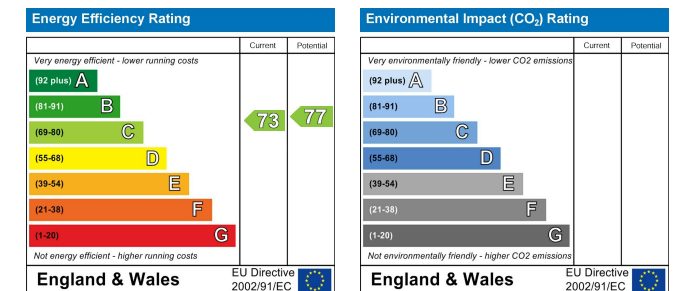 Energy Efficiency Rating
Current Potential
Very energy efficient - lower running costs
(92 plus) A
(81-91) B
(69-80) C
73 77
(55-68) D
(39-54) E
(21-38) F
(1-20) G
Not energy efficient - higher running costs
England & Wales
EU Directive
2002/91/EC
Environmental Impact (CO2) Rating
Current Potential
Very environmentally friendly - lower CO2 emissions
(92 plus) A
(81-91) B
(69-80) C
(55-68) D
(39-54) E
(21-38) F
(1-20) G
Not environmentally friendly - higher CO2 emissions
England & Wales
EU Directive
2002/91/EC